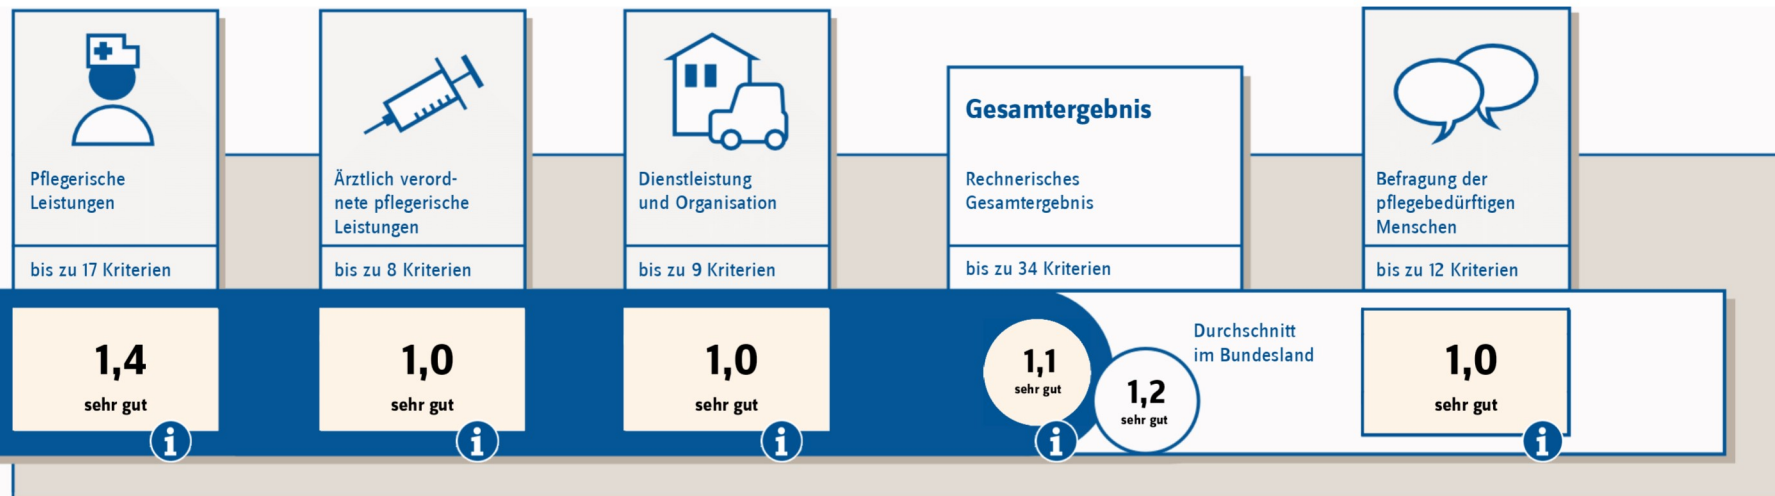 Pflegerische
Leistungen
bis zu 17 Kriterien
1,4
sehr gut
i
Ärztlich verord-
nete pflegerische
Leistungen
bis zu 8 Kriterien
1,0
sehr gut
i
Dienstleistung
und Organisation
bis zu 9 Kriterien
1,0
sehr gut
i
Gesamtergebnis
Rechnerisches
Gesamtergebnis
bis zu 34 Kriterien
1,1
sehr gut
i
Durchschnitt
im Bundesland
1,2
sehr gut
Befragung der
pflegebedürftigen
Menschen
bis zu 12 Kriterien
1,0
sehr gut
i